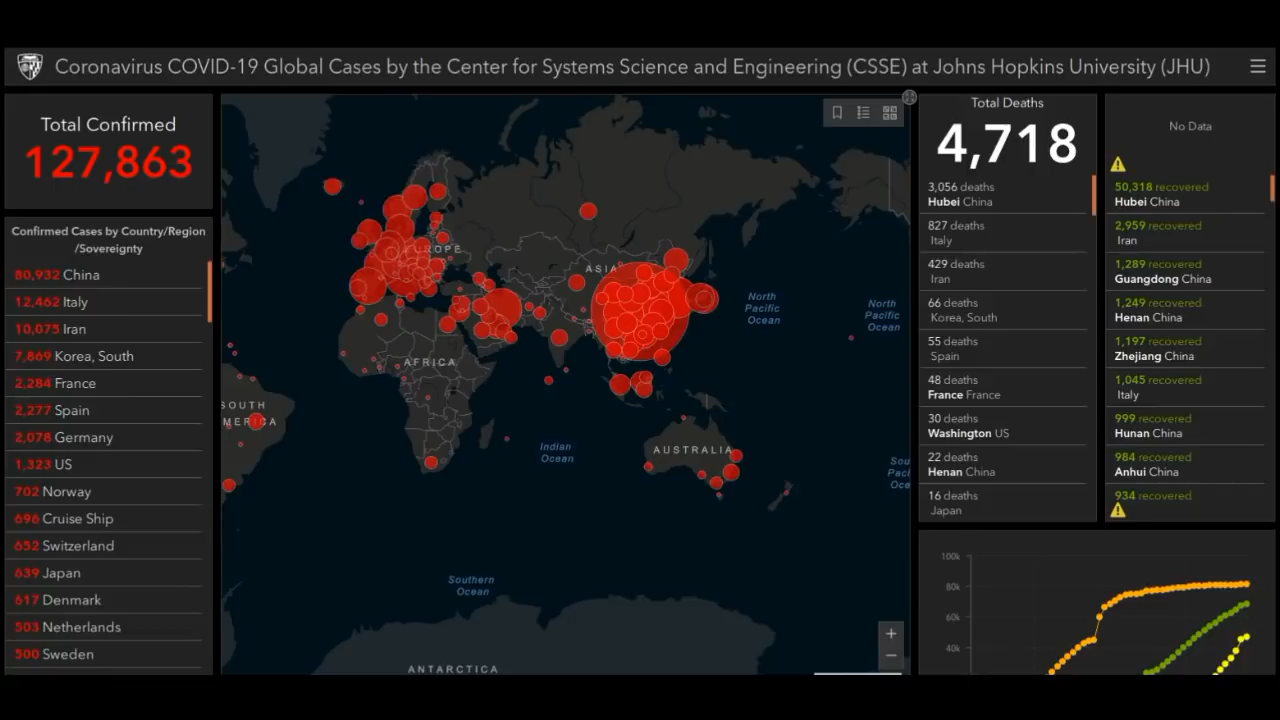 Coronavirus COVID-19 Global Cases by the Center for Systems Science and Engineering (CSSE) at Johns Hopkins University (JHU)
Total Confirmed
127,863
Confirmed Cases by Country/Region
/Sovereignty
80,932 China
12,462 Italy
10,075 Iran
7,869 Korea, South
2,284 France
2,277 Spain
2,078 Germany
1,323 US
702 Norway
696 Cruise Ship
652 Switzerland
639 Japan
617 Denmark
503 Netherlands
500 Sweden
EUROPE
ASIA
AFRICA
SOUTH
MERICA
AUSTRALIA
ANTARCTICA
North
Pacific
Ocean
North
Pacific
Ocean
Indian
Ocean
Sou
Paci
Oce
Southern
Ocean
+
−
Total Deaths
4,718
3,056 deaths
Hubei China
827 deaths
Italy
429 deaths
Iran
66 deaths
Korea, South
55 deaths
Spain
48 deaths
France France
30 deaths
Washington US
22 deaths
Henan China
16 deaths
Japan
No Data
50,318 recovered
Hubei China
2,959 recovered
Iran
1,289 recovered
Guangdong China
1,249 recovered
Henan China
1,197 recovered
Zhejiang China
1,045 recovered
Italy
999 recovered
Hunan China
984 recovered
Anhui China
934 recovered
100k
80k
60k
40k